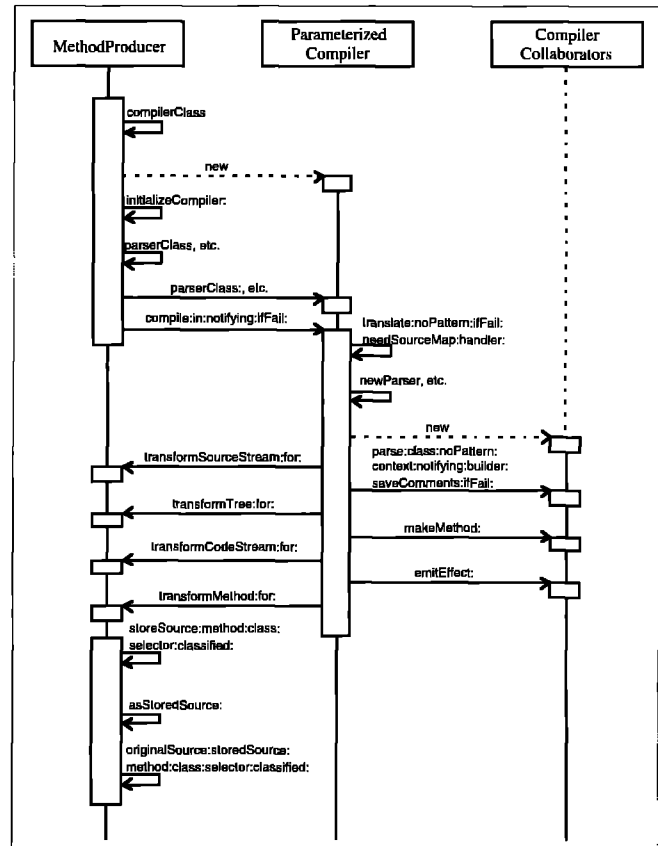 MethodProducer
Parameterized
Compiler
Compiler
Collaborators
compilerClass
new
initializeCompiler:
parserClass, etc.
parserClass:, etc.
compile:in:notifying:ifFail:
translate:noPattern:ifFail:
needSourceMap:handler:
newParser, etc.
new
parse:class:noPattern:
context:notifying:builder:
saveComments:ifFail:
transformSourceStream:for:
transformTree:for:
makeMethod:
transformCodeStream:for:
emitEffect:
transformMethod:for:
storeSource:method:class:
selector:classified:
asStoredSource:
originalSource:storedSource:
method:class:selector:classified: